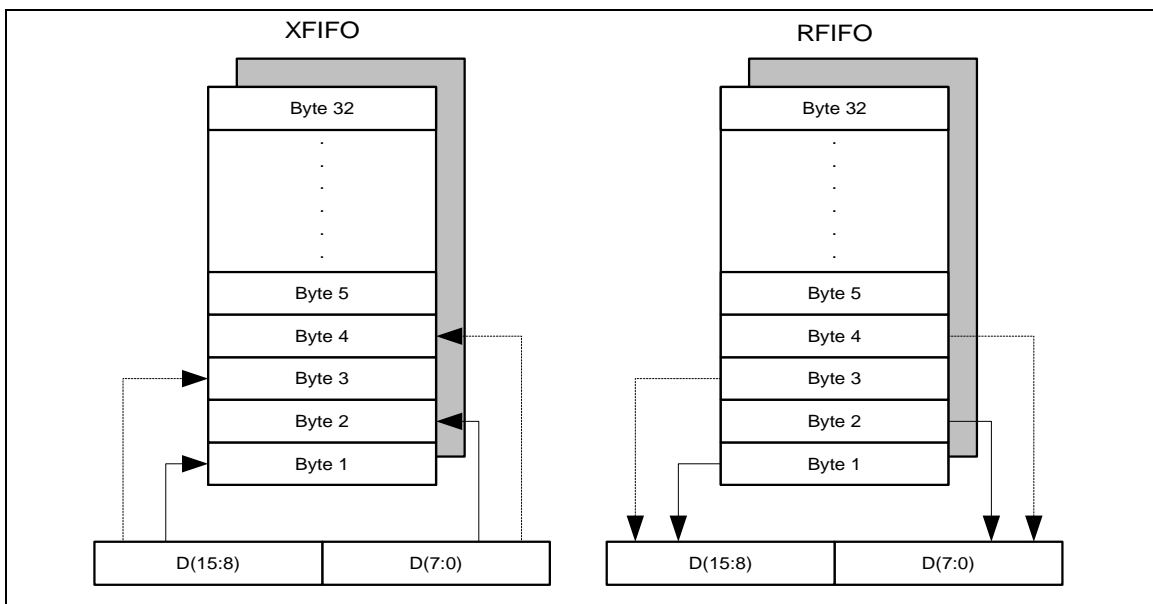 XFIFO
Byte 32
.
.
.
.
.
.
Byte 5
Byte 4
Byte 3
Byte 2
Byte 1
D(15:8) D(7:0)
RFIFO
Byte 32
.
.
.
.
.
.
Byte 5
Byte 4
Byte 3
Byte 2
Byte 1
D(15:8) D(7:0)